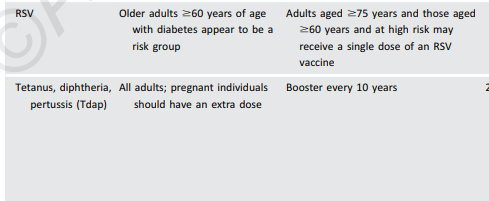 RSV
Older adults ≥60 years of age
with diabetes appear to be a
risk group
Adults aged ≥75 years and those aged
≥60 years and at high risk may
receive a single dose of an RSV
vaccine
Tetanus, diphtheria,
pertussis (Tdap)
All adults; pregnant individuals
should have an extra dose
Booster every 10 years